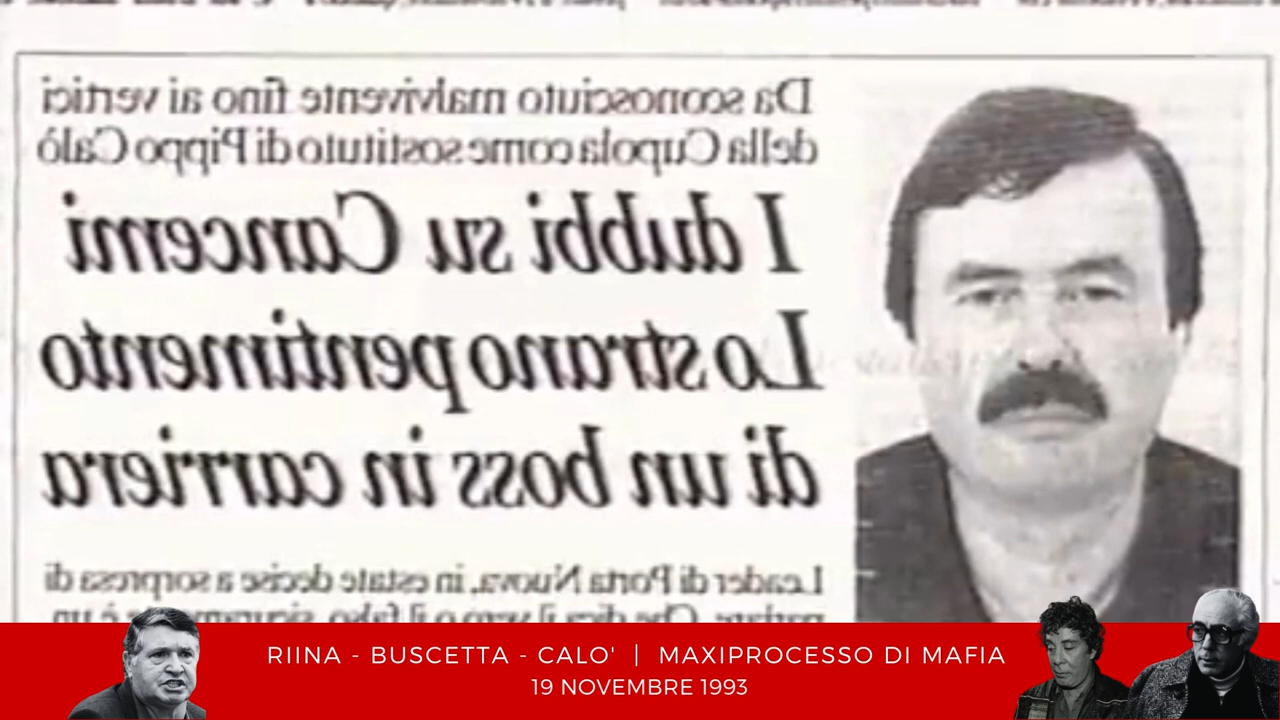 Da sconosciuto malvivente fino ai vertici
della Cupola come sostituto di Pippo Calò
I dubbi su Cancemi
Lo strano pentimento
di un boss in carriera
Leader di Porta Nuova, in estate decise a sorpresa di
RIINA - BUSCETTA - CALO' | MAXIPROCESSO DI MAFIA
19 NOVEMBRE 1993